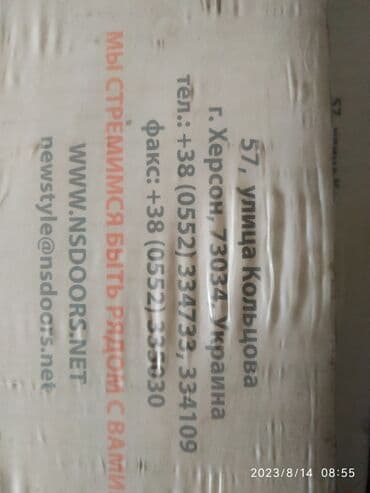 57, улица Кольцова
г. Херсон, 73034, Украина
тел.: +38 (0552) 334733, 334109
факс: +38 (0552) 335030
МЫ СТРЕМИМСЯ БЫТЬ РЯДОМ С ВАМИ
WWW.NSDOORS.NET
newstyle@nsdoors.net
57,
2023/8/14 08:55